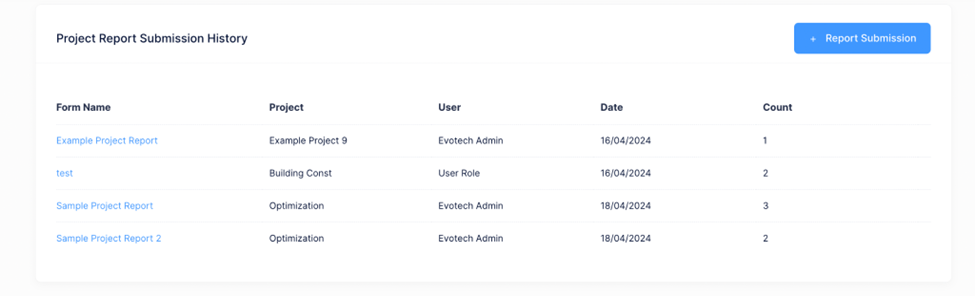 Project Report Submission History
+ Report Submission
Form Name Project User Date Count
Example Project Report Example Project 9 Evotech Admin 16/04/2024 1
test Building Const User Role 16/04/2024 2
Sample Project Report Optimization Evotech Admin 18/04/2024 3
Sample Project Report 2 Optimization Evotech Admin 18/04/2024 2